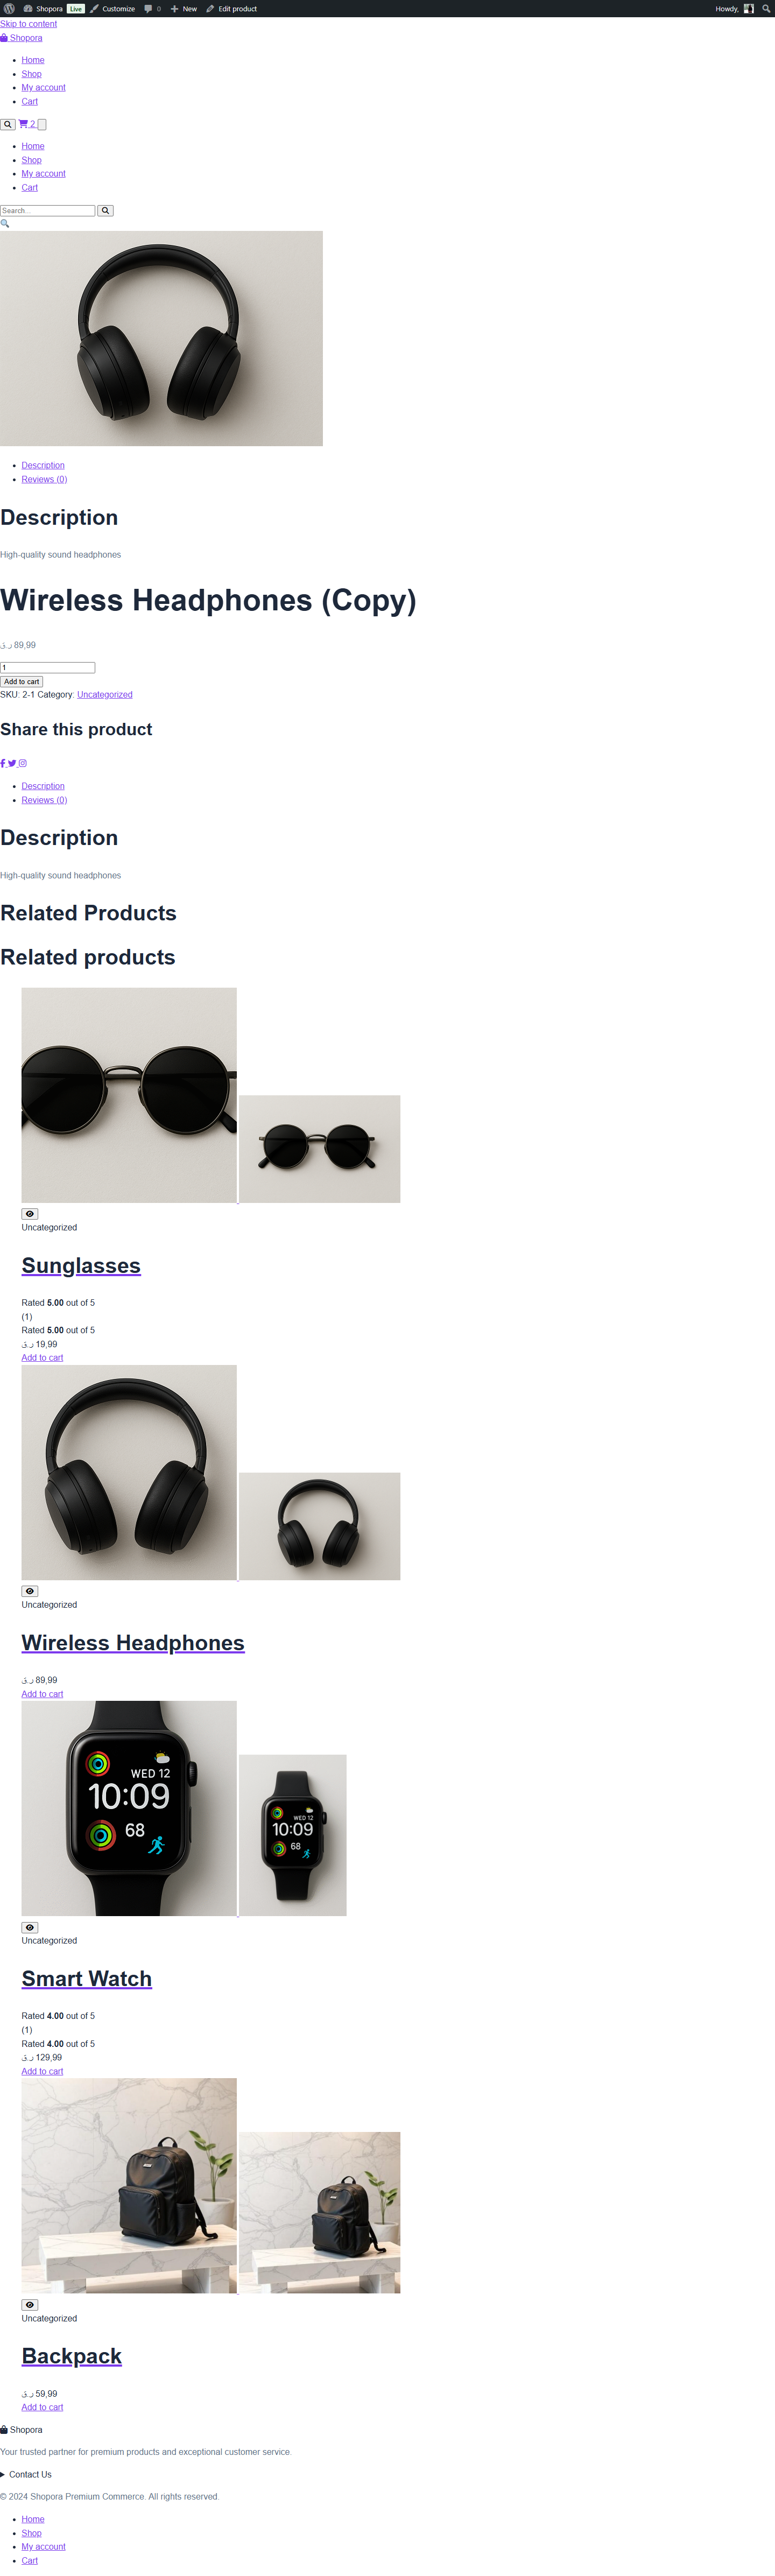 Shopora Live Customize 0 New Edit product Howdy,
Skip to content
Shopora
Home
Shop
My account
Cart
2
Home
Shop
My account
Cart
Search...
Description
Reviews (0)
Description
High-quality sound headphones
Wireless Headphones (Copy)
ر.ق 89,99
1
Add to cart
SKU: 2-1 Category: Uncategorized
Share this product
Description
Reviews (0)
Description
High-quality sound headphones
Related Products
Related products
Uncategorized
Sunglasses
Rated 5.00 out of 5
(1)
Rated 5.00 out of 5
ر.ق 19,99
Add to cart
Uncategorized
Wireless Headphones
ر.ق 89,99
Add to cart
WED 12
10:09
68
WED 12
10:09
68
Uncategorized
Smart Watch
Rated 4.00 out of 5
(1)
Rated 4.00 out of 5
ر.ق 129,99
Add to cart
Uncategorized
Backpack
ر.ق 59,99
Add to cart
Shopora
Your trusted partner for premium products and exceptional customer service.
Contact Us
© 2024 Shopora Premium Commerce. All rights reserved.
Home
Shop
My account
Cart